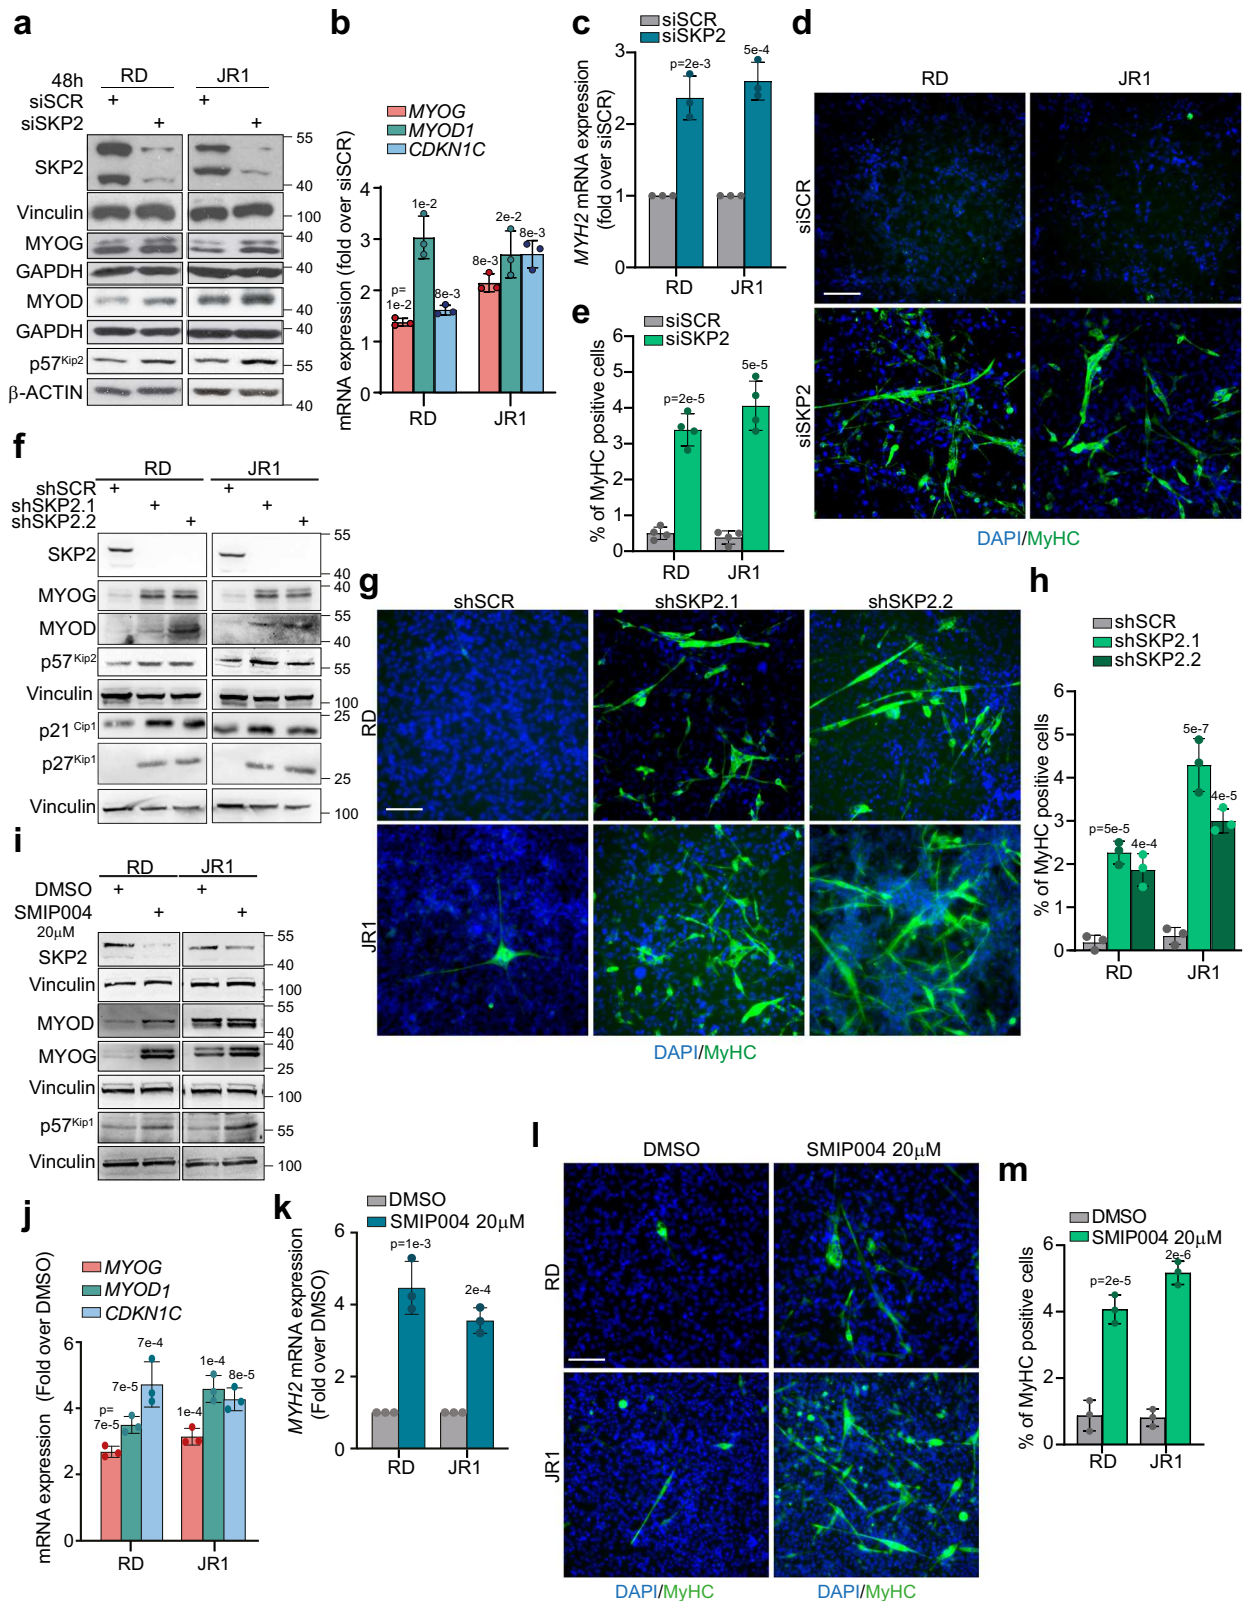 a
48h
RD
JR1
siSCR
+
+
siSKP2
+
+
SKP2
55
40
Vinculin
100
MYOG
40
GAPDH
40
MYOD
40
GAPDH
40
p57Kip2
55
β-ACTIN
40
b
MYOG
MYOD1
CDKN1C
mRNA expression (fold over siSCR)
4
3
2
1
0
p=
1e-2
1e-2
8e-3
8e-3
2e-2
8e-3
RD
JR1
c
siSCR
siSKP2
MYH2 mRNA expression
(fold over siSCR)
3
2
1
0
p=2e-3
5e-4
RD
JR1
d
RD
JR1
siSCR
siSKP2
DAPI/MyHC
e
siSCR
siSKP2
% of MyHC positive cells
6
5
4
3
2
1
0
p=2e-5
5e-5
RD
JR1
f
RD
JR1
shSCR
+
+
shSKP2.1
+
+
shSKP2.2
+
+
SKP2
55
40
MYOG
40
MYOD
55
40
p57Kip2
55
Vinculin
100
p21 Cip1
25
p27Kip1
25
Vinculin
100
g
shSCR
shSKP2.1
shSKP2.2
RD
JR1
DAPI/MyHC
h
shSCR
shSKP2.1
shSKP2.2
% of MyHC positive cells
6
5
4
3
2
1
0
p=5e-5
4e-4
5e-7
4e-5
RD
JR1
i
RD
JR1
DMSO
+
+
SMIP004
+
+
20μM
SKP2
55
40
Vinculin
100
MYOD
55
40
MYOG
40
25
Vinculin
100
p57Kip1
55
Vinculin
100
j
MYOG
MYOD1
CDKN1C
mRNA expression (Fold over DMSO)
6
4
2
0
p=
7e-5
7e-5
7e-4
1e-4
1e-4
8e-5
RD
JR1
k
DMSO
SMIP004 20μM
MYH2 mRNA expression
(Fold over DMSO)
6
4
2
0
p=1e-3
2e-4
RD
JR1
l
DMSO
SMIP004 20μM
RD
JR1
DAPI/MyHC
DAPI/MyHC
m
DMSO
SMIP004 20μM
% of MyHC positive cells
6
4
2
0
p=2e-5
2e-6
RD
JR1